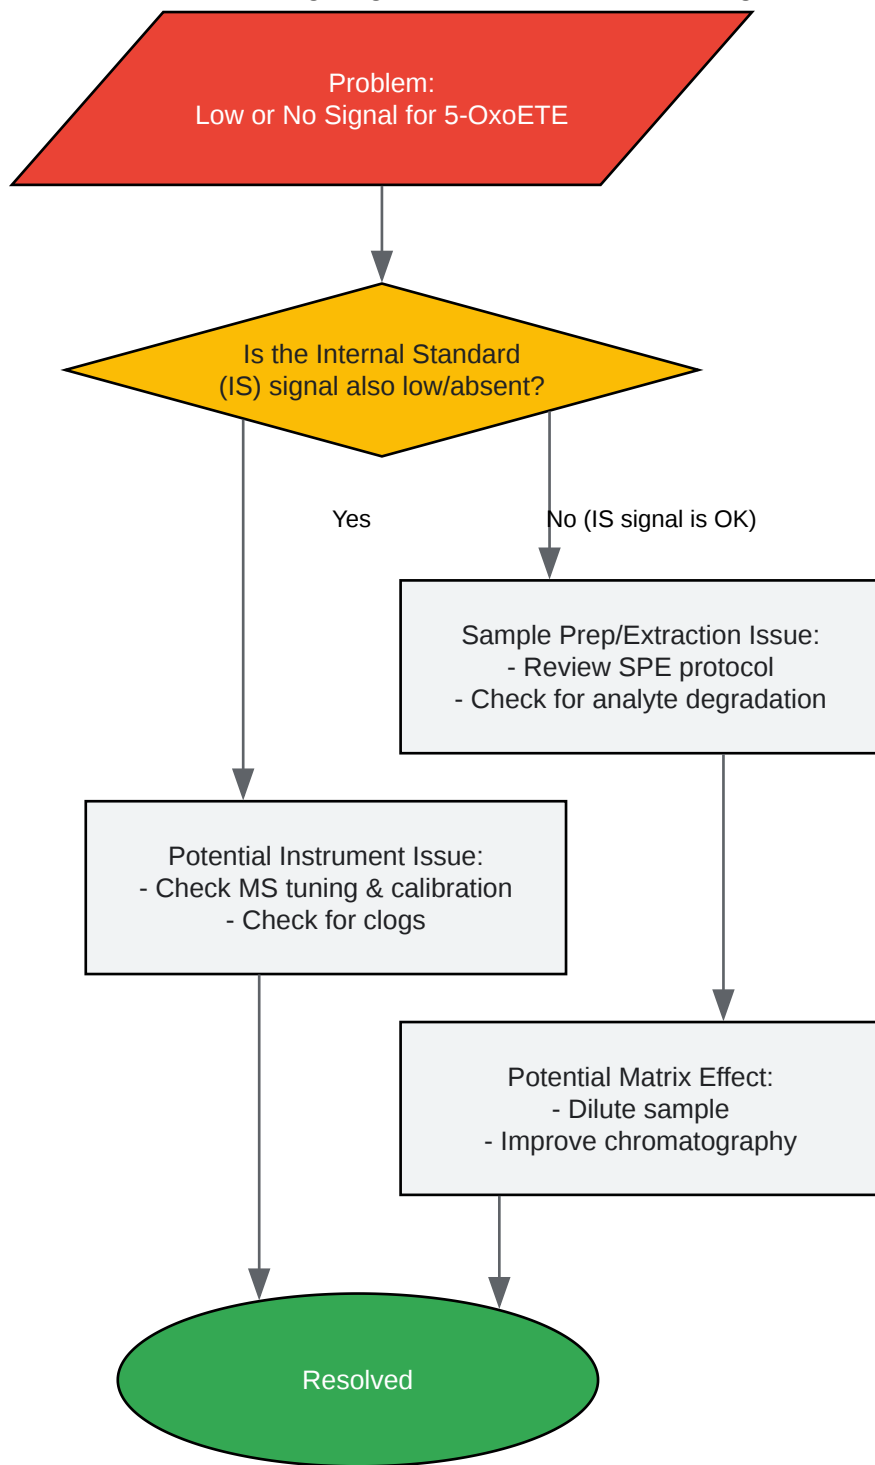 Problem:
Low or No Signal for 5-OxoETE
Is the Internal Standard
(IS) signal also low/absent?
Yes
No (IS signal is OK)
Sample Prep/Extraction Issue:
- Review SPE protocol
- Check for analyte degradation
Potential Instrument Issue:
- Check MS tuning & calibration
- Check for clogs
Potential Matrix Effect:
- Dilute sample
- Improve chromatography
Resolved